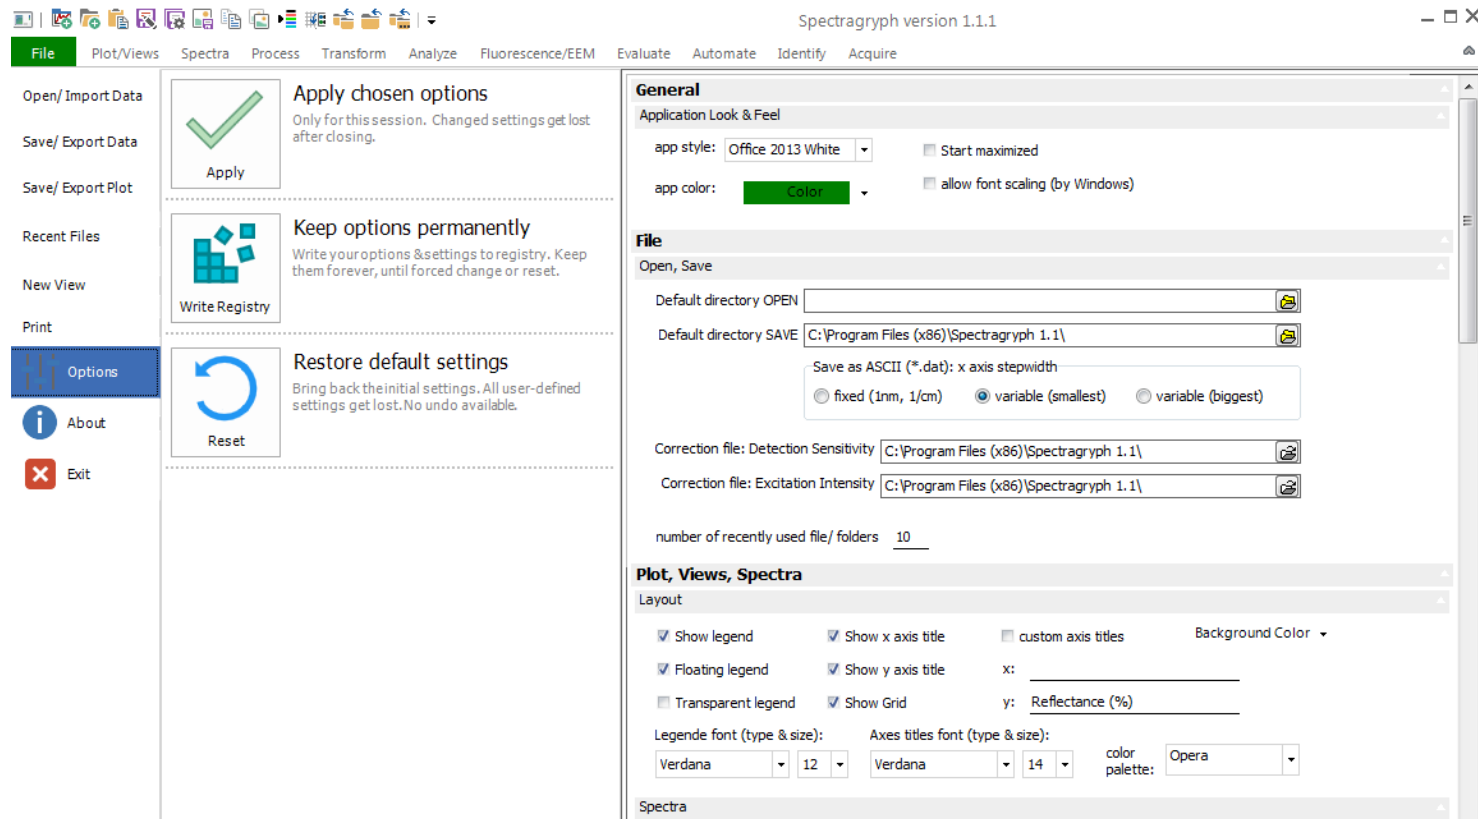 Spectragryph version 1.1.1
File Plot/Views Spectra Process Transform Analyze Fluorescence/EEM Evaluate Automate Identify Acquire
Open/ Import Data
Save/ Export Data
Save/ Export Plot
Recent Files
New View
Print
Options
About
Exit
Apply
Apply chosen options
Only for this session. Changed settings get lost
after closing.
Write Registry
Keep options permanently
Write your options &settings to registry. Keep
them forever, until forced change or reset.
Reset
Restore default settings
Bring back the initial settings. All user-defined
settings get lost. No undo available.
General
Application Look & Feel
app style: Office 2013 White Start maximized
app color: Color allow font scaling (by Windows)
File
Open, Save
Default directory OPEN
Default directory SAVE C:\Program Files (x86)\Spectragryph 1.1\
Save as ASCII (*.dat): x axis stepwidth
fixed (1nm, 1/cm) variable (smallest) variable (biggest)
Correction file: Detection Sensitivity C:\Program Files (x86)\Spectragryph 1.1\
Correction file: Excitation Intensity C:\Program Files (x86)\Spectragryph 1.1\
number of recently used file/ folders 10
Plot, Views, Spectra
Layout
Show legend Show x axis title custom axis titles Background Color
Floating legend Show y axis title x:
Transparent legend Show Grid y: Reflectance (%)
Legende font (type & size): Axes titles font (type & size):
Verdana 12 Verdana 14 color palette: Opera
Spectra